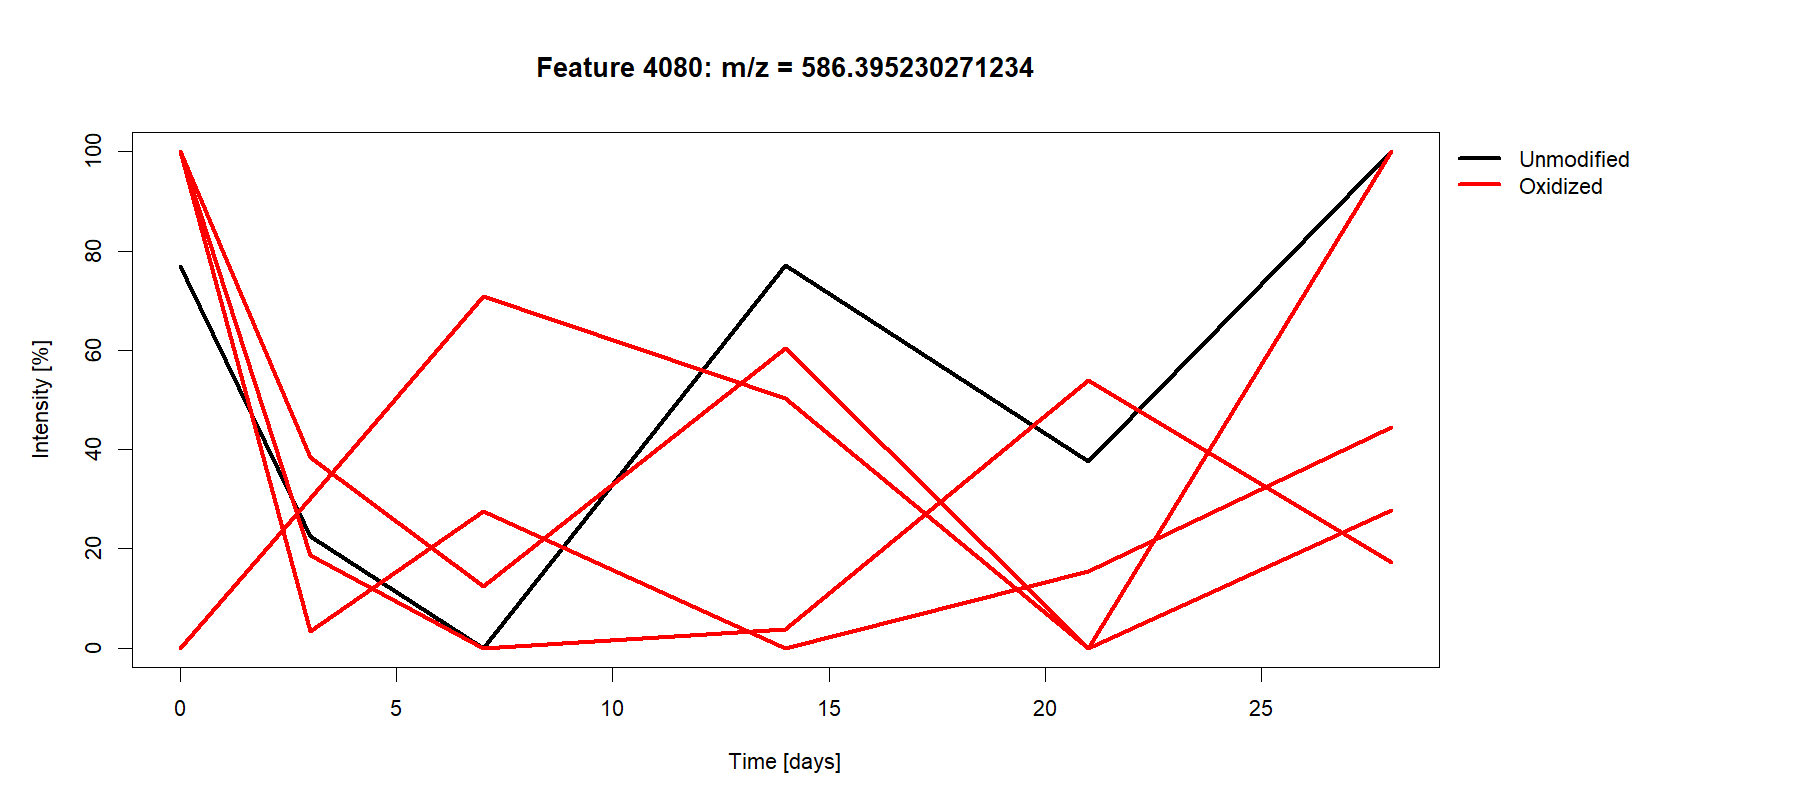 Feature 4080: m/z = 586.395230271234
Unmodified
Oxidized
Intensity [%]
100
80
60
40
20
0
0 5 10 15 20 25
Time [days]